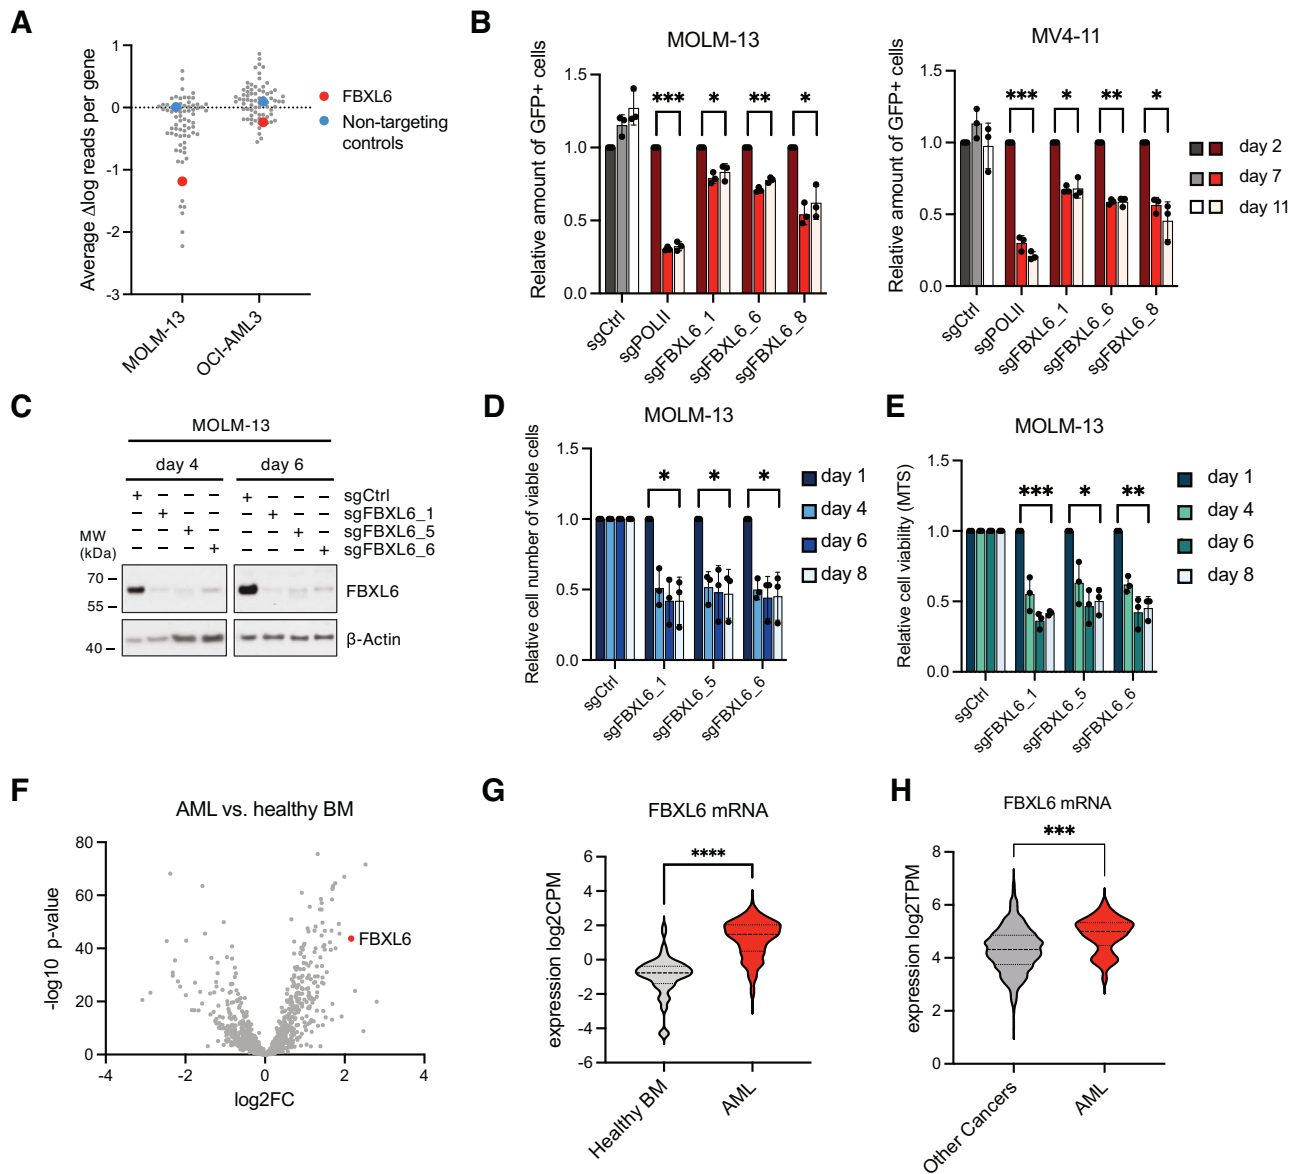 A
Average Δlog reads per gene
1
0
-1
-2
-3
MOLM-13
OCI-AML3
FBXL6
Non-targeting
controls
B
MOLM-13
Relative amount of GFP+ cells
1.5
1.0
0.5
0.0
***
*
**
*
sgCtrl
sgPOLII
sgFBXL6_1
sgFBXL6_6
sgFBXL6_8
MV4-11
Relative amount of GFP+ cells
1.5
1.0
0.5
0.0
***
*
**
*
sgCtrl
sgPOLII
sgFBXL6_1
sgFBXL6_6
sgFBXL6_8
day 2
day 7
day 11
C
MOLM-13
day 4
day 6
+ – – – + – – – sgCtrl
– + – – – + – – sgFBXL6_1
– – + – – – + – sgFBXL6_5
– – – + – – – + sgFBXL6_6
MW
(kDa)
70 –
55 –
40 –
FBXL6
β-Actin
D
MOLM-13
Relative cell number of viable cells
1.5
1.0
0.5
0.0
*
*
*
sgCtrl
sgFBXL6_1
sgFBXL6_5
sgFBXL6_6
day 1
day 4
day 6
day 8
E
MOLM-13
Relative cell viability (MTS)
1.5
1.0
0.5
0.0
***
*
**
sgCtrl
sgFBXL6_1
sgFBXL6_5
sgFBXL6_6
day 1
day 4
day 6
day 8
F
AML vs. healthy BM
-log10 p-value
80
60
40
20
0
-4
-2
0
2
4
log2FC
FBXL6
G
FBXL6 mRNA
****
expression log2CPM
6
4
2
0
-2
-4
-6
Healthy BM
AML
H
FBXL6 mRNA
***
expression log2TPM
8
6
4
2
0
Other Cancers
AML